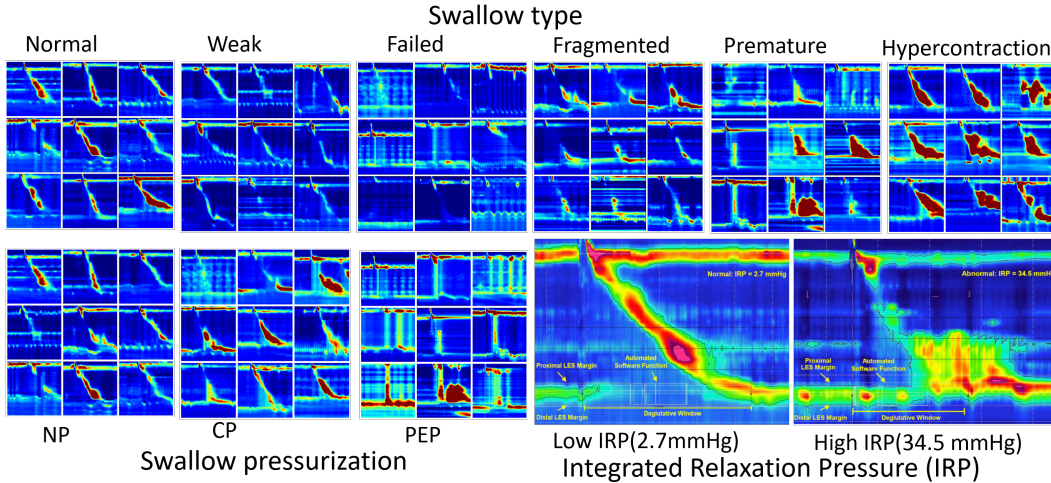 Swallow type
Normal Weak Failed Fragmented Premature Hypercontraction
Normal: IRP = 2.7 mmHg
Abnormal: IRP = 34.5 mmH
Proximal LES Margin
Automated Software Function
Distal LES Margin
Deglutative Window
Proximal LES Margin
Automated Software Function
Distal LES Margin
Deglutative Window
NP CP PEP
Low IRP(2.7mmHg) High IRP(34.5 mmHg)
Swallow pressurization
Integrated Relaxation Pressure (IRP)